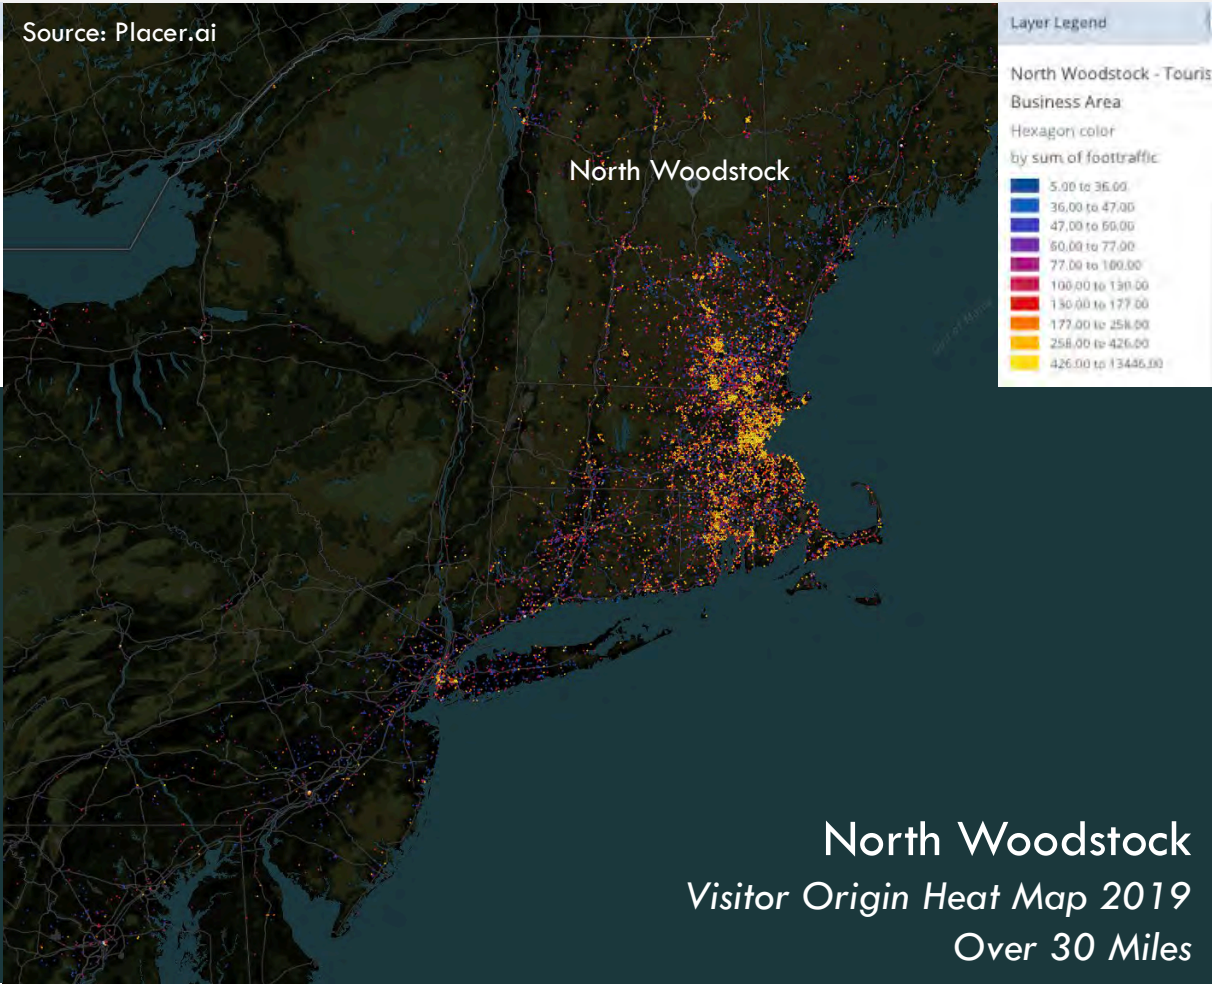 Source: Placer.ai
Layer Legend
North Woodstock - Touris
Business Area
Hexagon color
by sum of foottraffic
5.00 to 36.00
36.00 to 47.00
47.00 to 60.00
60.00 to 77.00
77.00 to 100.00
100.00 to 130.00
130.00 to 177.00
177.00 to 258.00
258.00 to 426.00
426.00 to 13446.00
North Woodstock
Gulf of Maine
North Woodstock
Visitor Origin Heat Map 2019
Over 30 Miles